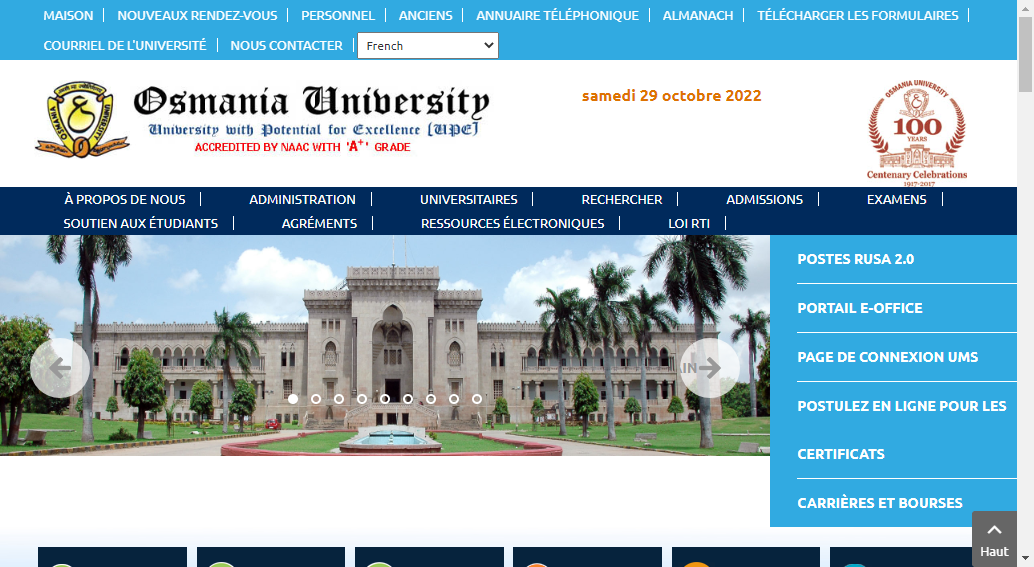 MAISON NOUVEAUX RENDEZ-VOUS PERSONNEL ANCIENS ANNUAIRE TÉLÉPHONIQUE ALMANACH TÉLÉCHARGER LES FORMULAIRES
COURRIEL DE L'UNIVERSITÉ NOUS CONTACTER French
Osmania University
University with Potential for Excellence (UPE)
ACCREDITED BY NAAC WITH 'A+' GRADE
samedi 29 octobre 2022
OSMANIA UNIVERSITY
100
YEARS
Centenary Celebrations
1917-2017
À PROPOS DE NOUS ADMINISTRATION UNIVERSITAIRES RECHERCHER ADMISSIONS EXAMENS
SOUTIEN AUX ÉTUDIANTS AGRÉMENTS RESSOURCES ÉLECTRONIQUES LOI RTI
POSTES RUSA 2.0
PORTAIL E-OFFICE
PAGE DE CONNEXION UMS
POSTULEZ EN LIGNE POUR LES
CERTIFICATS
CARRIÈRES ET BOURSES
Haut